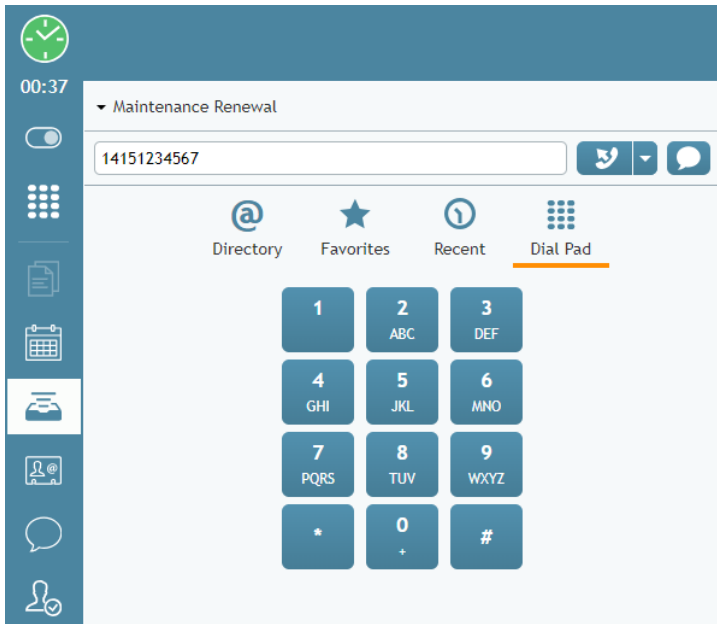 00:37
Maintenance Renewal
14151234567
Directory Favorites Recent Dial Pad
1 2 3
ABC DEF
4 5 6
GHI JKL MNO
7 8 9
PQRS TUV WXYZ
* 0 #
+